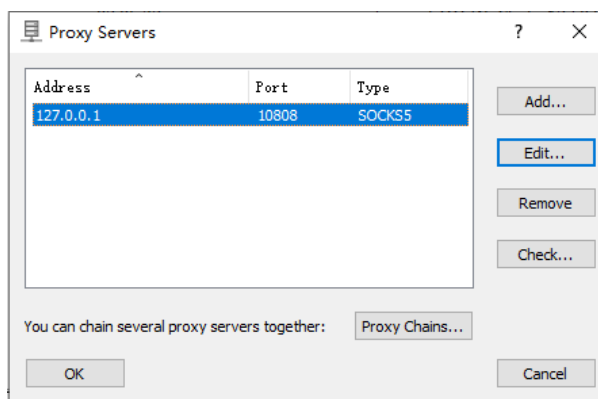 Proxy Servers
? ×
Address Port Type
127.0.0.1 10808 SOCKS5
Add...
Edit...
Remove
Check...
You can chain several proxy servers together: Proxy Chains...
OK Cancel